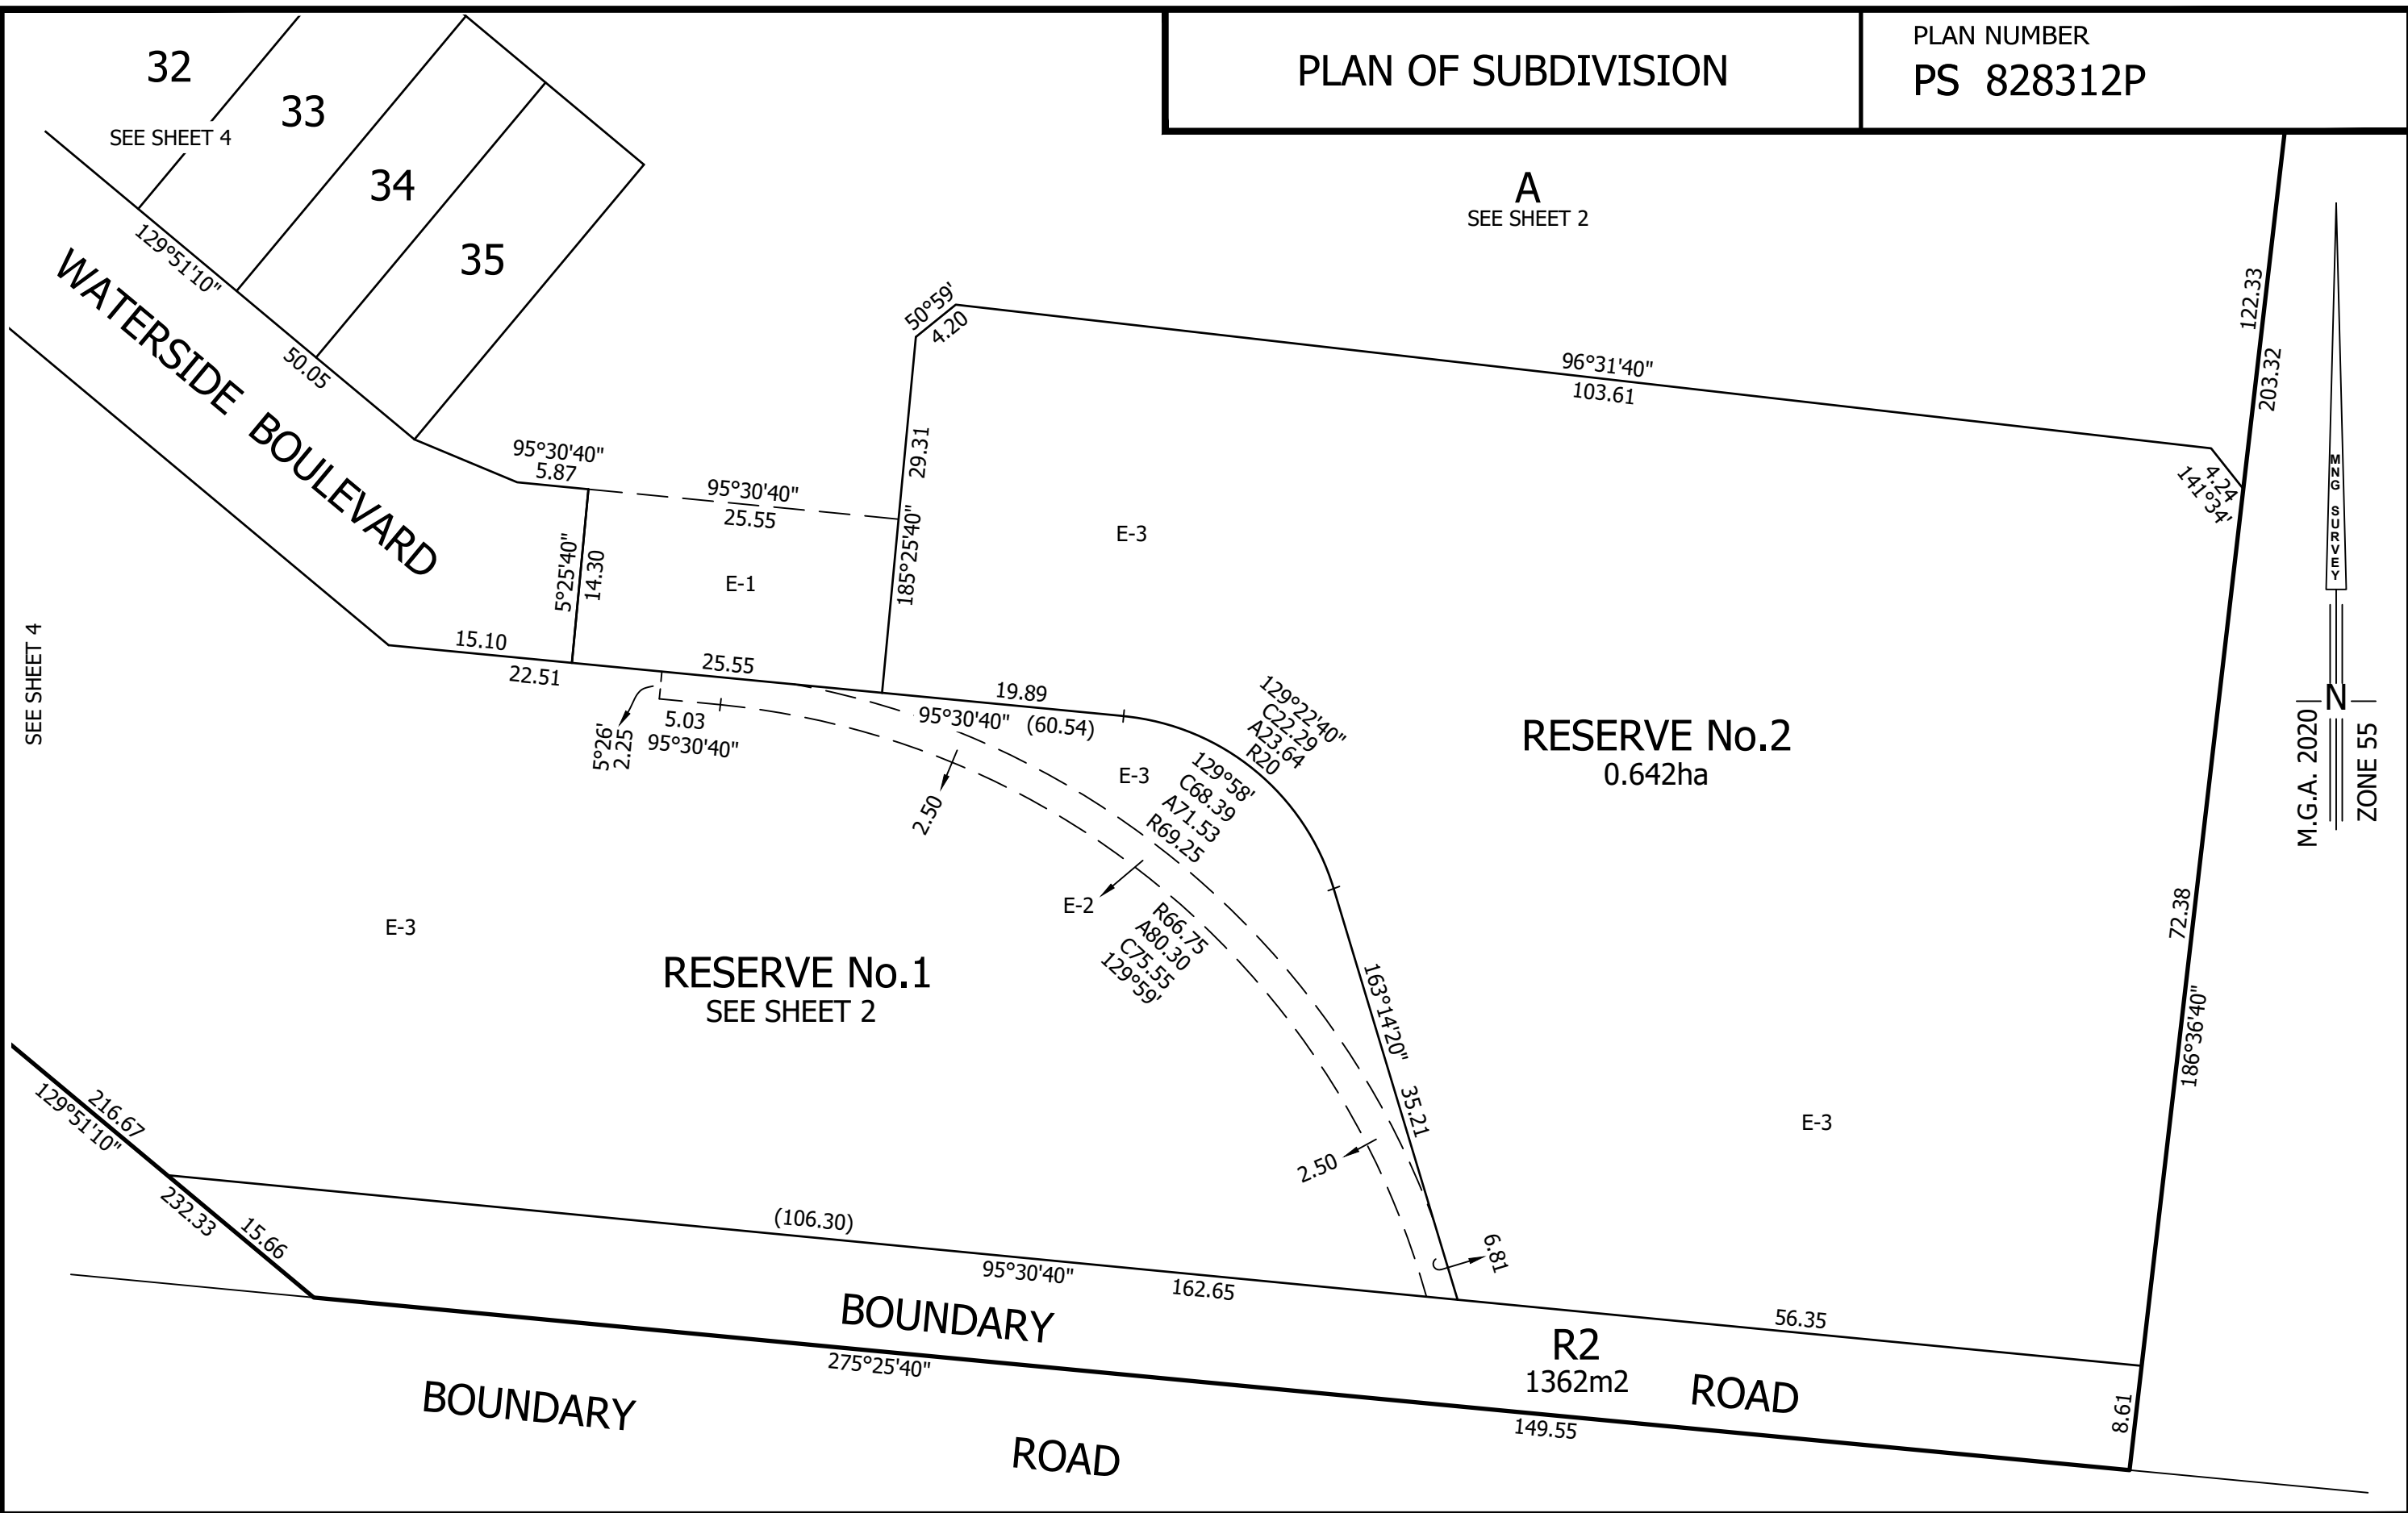 PLAN OF SUBDIVISION
PLAN NUMBER
PS 828312P
32
33
SEE SHEET 4
34
35
129°51'10"
50.05
WATERSIDE BOULEVARD
A
SEE SHEET 2
50°59'
4.20
96°31'40"
103.61
122.33
203.32
4.24
141°34'
MNG SURVEY
N
M.G.A. 2020
ZONE 55
95°30'40"
5.87
95°30'40"
25.55
29.31
185°25'40"
5°25'40"
14.30
E-1
E-3
15.10
22.51
25.55
19.89
95°30'40" (60.54)
5°26'
2.25
5.03
95°30'40"
2.50
129°22'40"
C22.29
A23.64
R20
E-3
129°58'
C68.39
A71.53
R69.25
RESERVE No.2
0.642ha
SEE SHEET 4
E-3
E-2
R66.75
A80.30
C75.55
129°59'
RESERVE No.1
SEE SHEET 2
163°14'20"
35.21
72.38
186°36'40"
E-3
2.50
6.81
216.67
129°51'10"
232.33
15.66
(106.30)
95°30'40"
162.65
56.35
BOUNDARY
ROAD
R2
1362m2
8.61
275°25'40"
149.55
BOUNDARY
ROAD